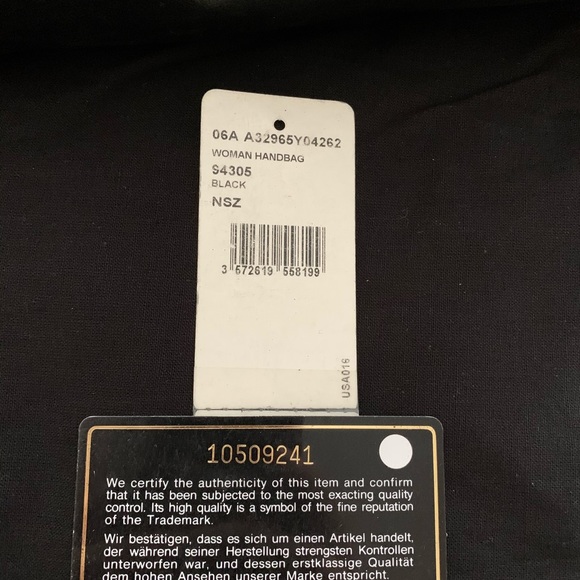 06A A32965Y04262
WOMAN HANDBAG
94305
BLACK
NSZ
3 572619 558199
USA016
10509241
We certify the authenticity of this item and confirm
that it has been subjected to the most exacting quality
control. Its high quality is a symbol of the fine reputation
of the Trademark.
Wir bestätigen, dass es sich um einen Artikel handelt,
der während seiner Herstellung strengsten Kontrollen
unterworfen war, und dessen erstklassige Qualität
dem hohen Ansehen unserer Marke entspricht.